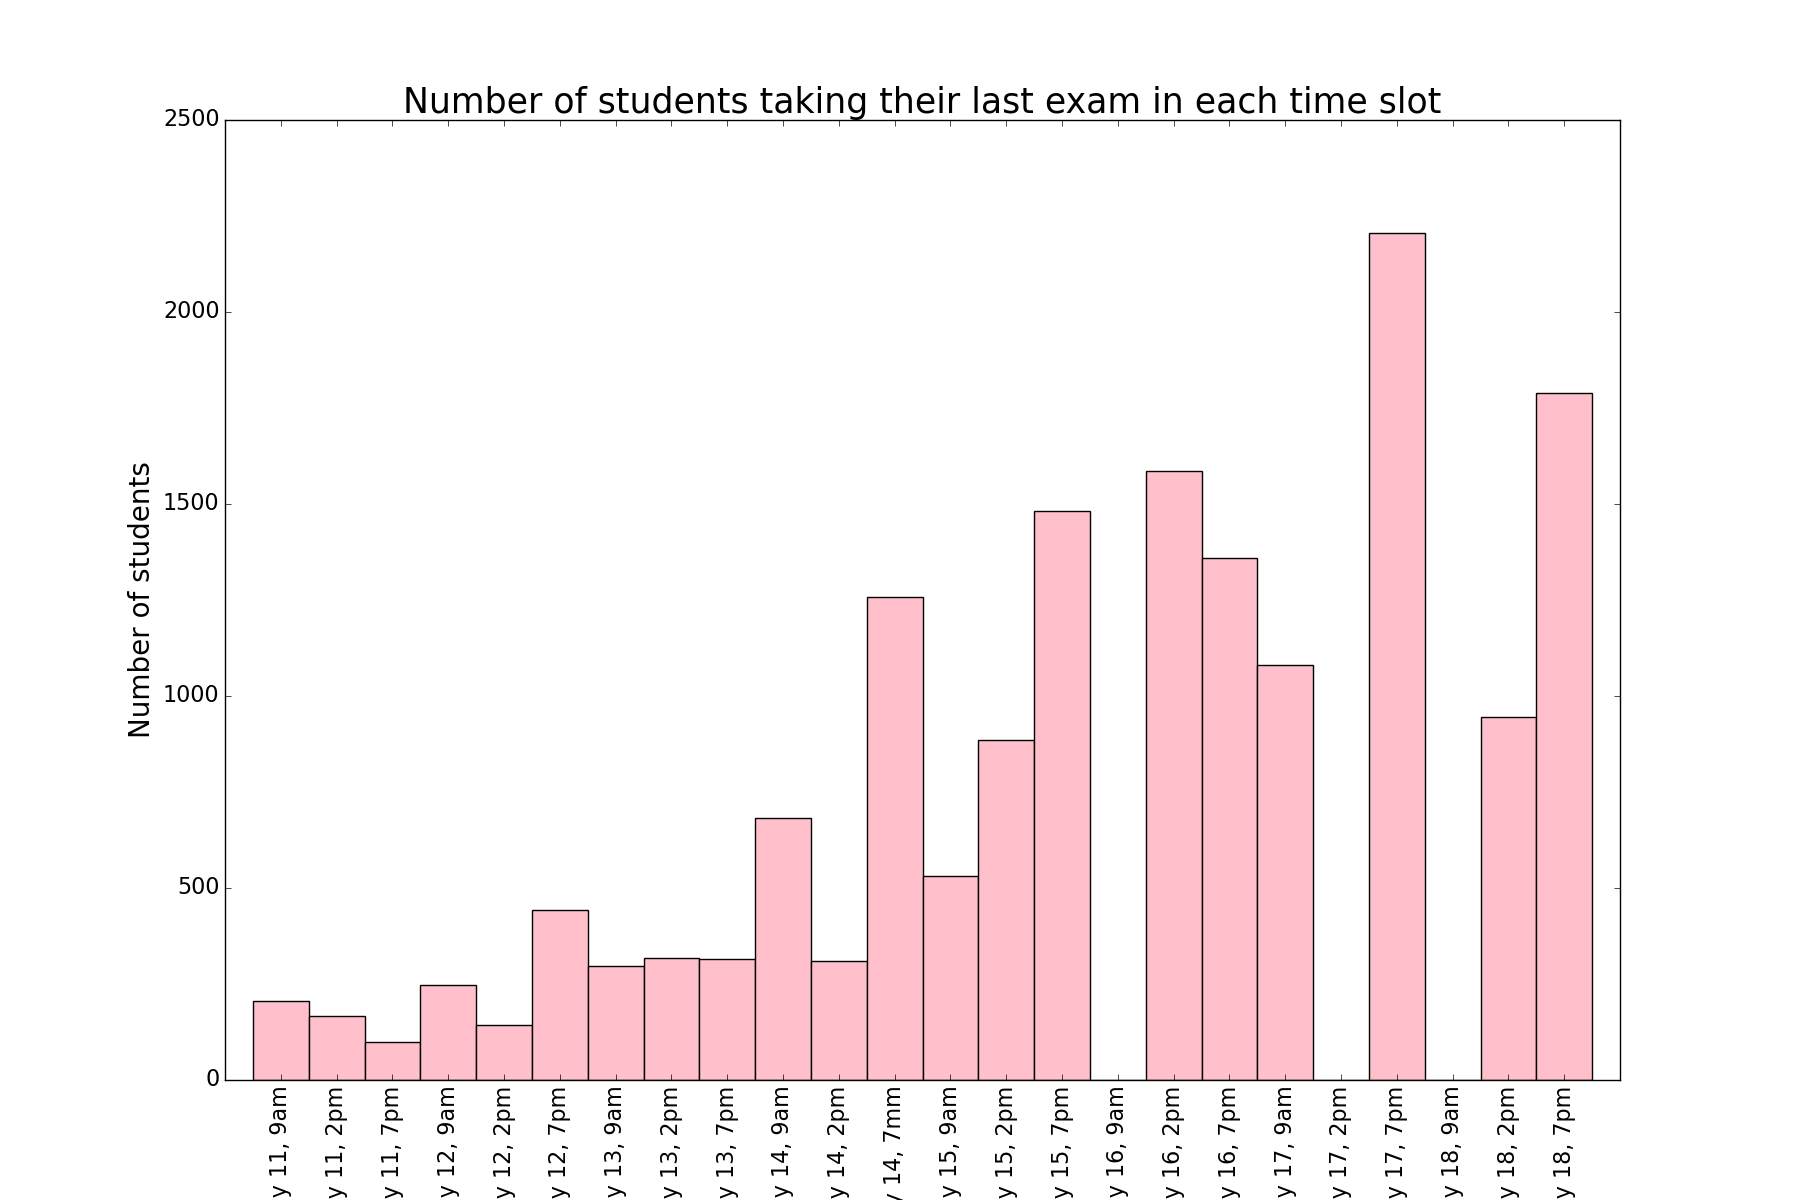 Number of students taking their last exam in each time slot
2500
2000
1500
1000
500
0
Number of students
y 11, 9am
y 11, 2pm
y 11, 7pm
y 12, 9am
y 12, 2pm
y 12, 7pm
y 13, 9am
y 13, 2pm
y 13, 7pm
y 14, 9am
y 14, 2pm
y 14, 7mm
y 15, 9am
y 15, 2pm
y 15, 7pm
y 16, 9am
y 16, 2pm
y 16, 7pm
y 17, 9am
y 17, 2pm
y 17, 7pm
y 18, 9am
y 18, 2pm
y 18, 7pm